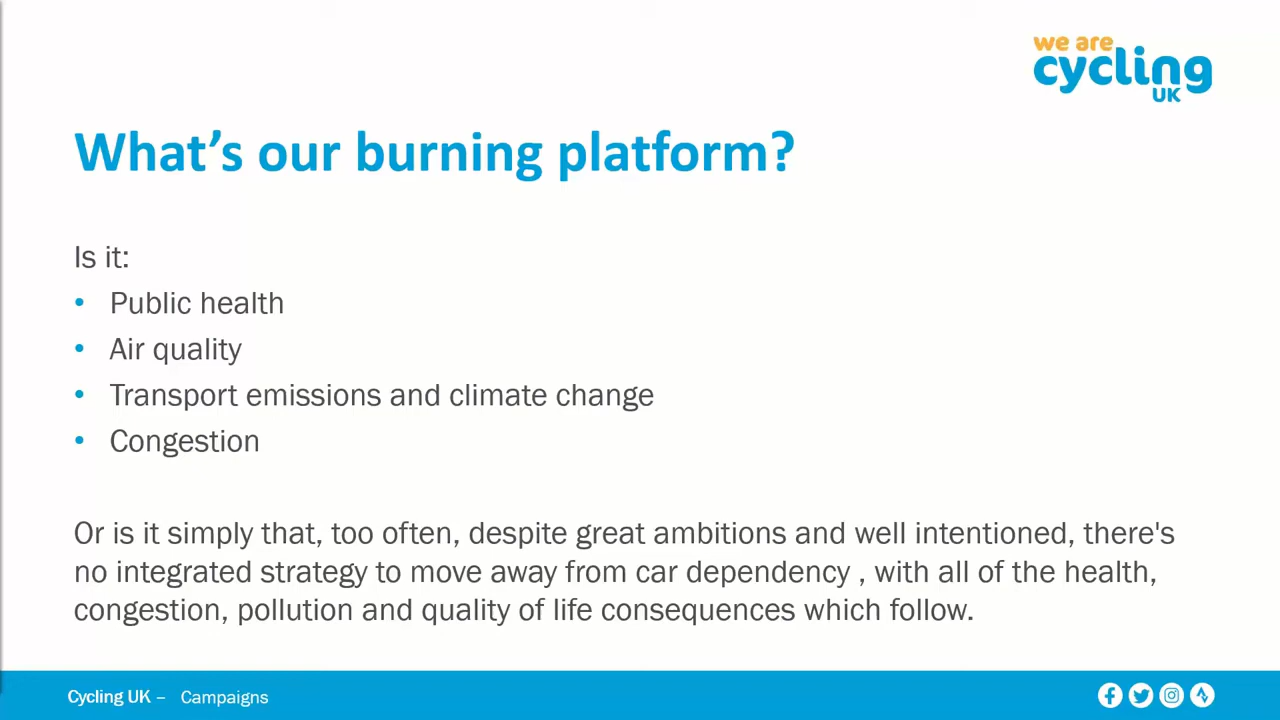 we are
cycling
UK
What’s our burning platform?
Is it:
• Public health
• Air quality
• Transport emissions and climate change
• Congestion
Or is it simply that, too often, despite great ambitions and well intentioned, there's
no integrated strategy to move away from car dependency , with all of the health,
congestion, pollution and quality of life consequences which follow.
Cycling UK – Campaigns